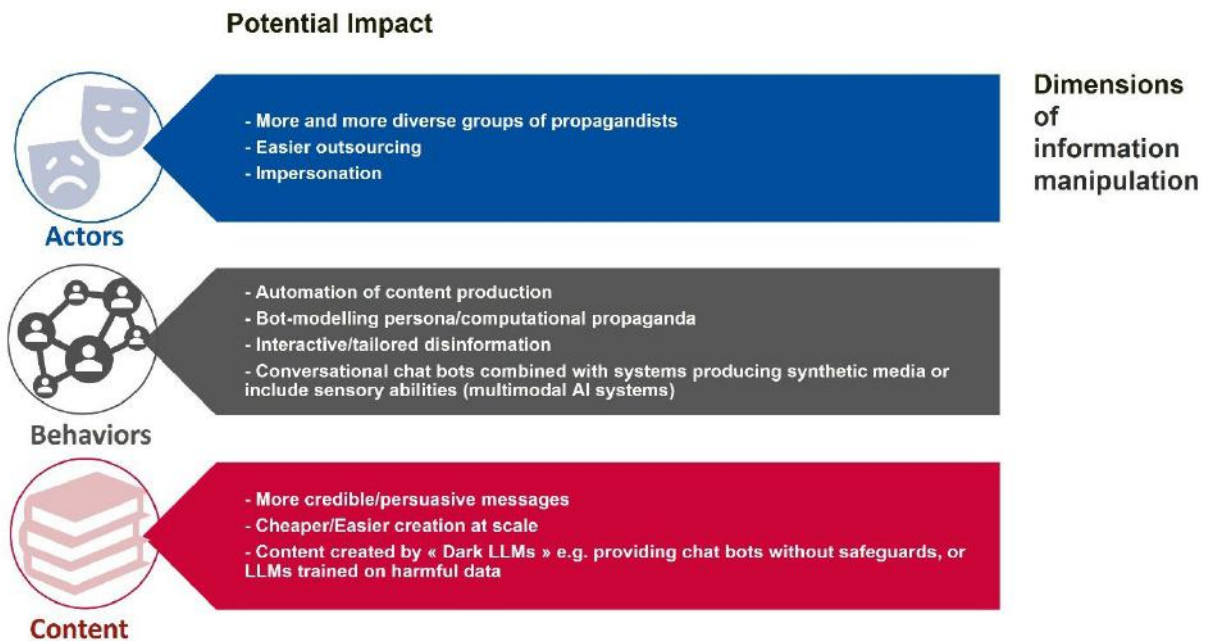 Potential Impact
Dimensions
of
information
manipulation
- More and more diverse groups of propagandists
- Easier outsourcing
- Impersonation
Actors
- Automation of content production
- Bot-modelling persona/computational propaganda
- Interactive/tailored disinformation
- Conversational chat bots combined with systems producing synthetic media or
include sensory abilities (multimodal AI systems)
Behaviors
- More credible/persuasive messages
- Cheaper/Easier creation at scale
- Content created by « Dark LLMs » e.g. providing chat bots without safeguards, or
LLMs trained on harmful data
Content